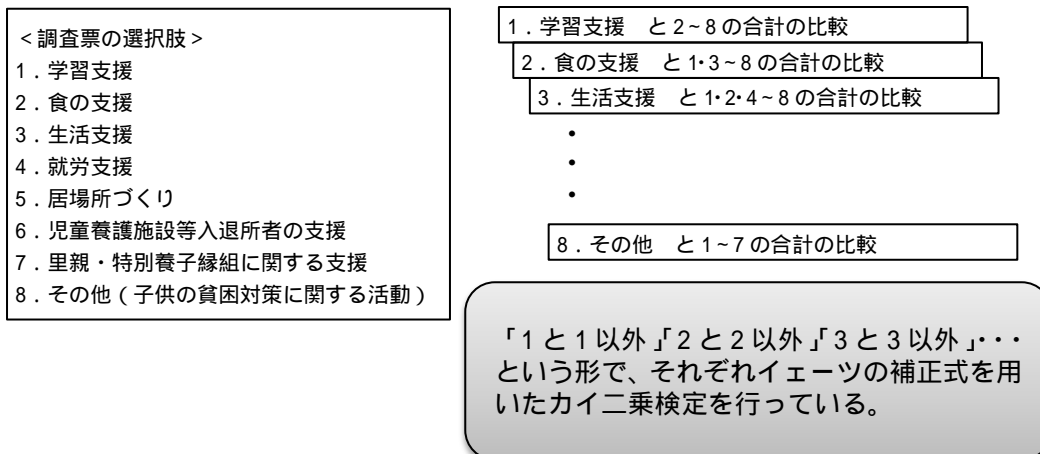 <調査票の選択肢>
1．学習支援
2．食の支援
3．生活支援
4．就労支援
5．居場所づくり
6．児童養護施設等入退所者の支援
7．里親・特別養子縁組に関する支援
8．その他（子供の貧困対策に関する活動）
1．学習支援　と2~8の合計の比較
2．食の支援　と1･3~8の合計の比較
3．生活支援　と1･2･4~8の合計の比較
・
・
・
8．その他　と1~7の合計の比較
「1と1以外」「2と2以外」「3と3以外」・・・
という形で、それぞれイェーツの補正式を用
いたカイ二乗検定を行っている。